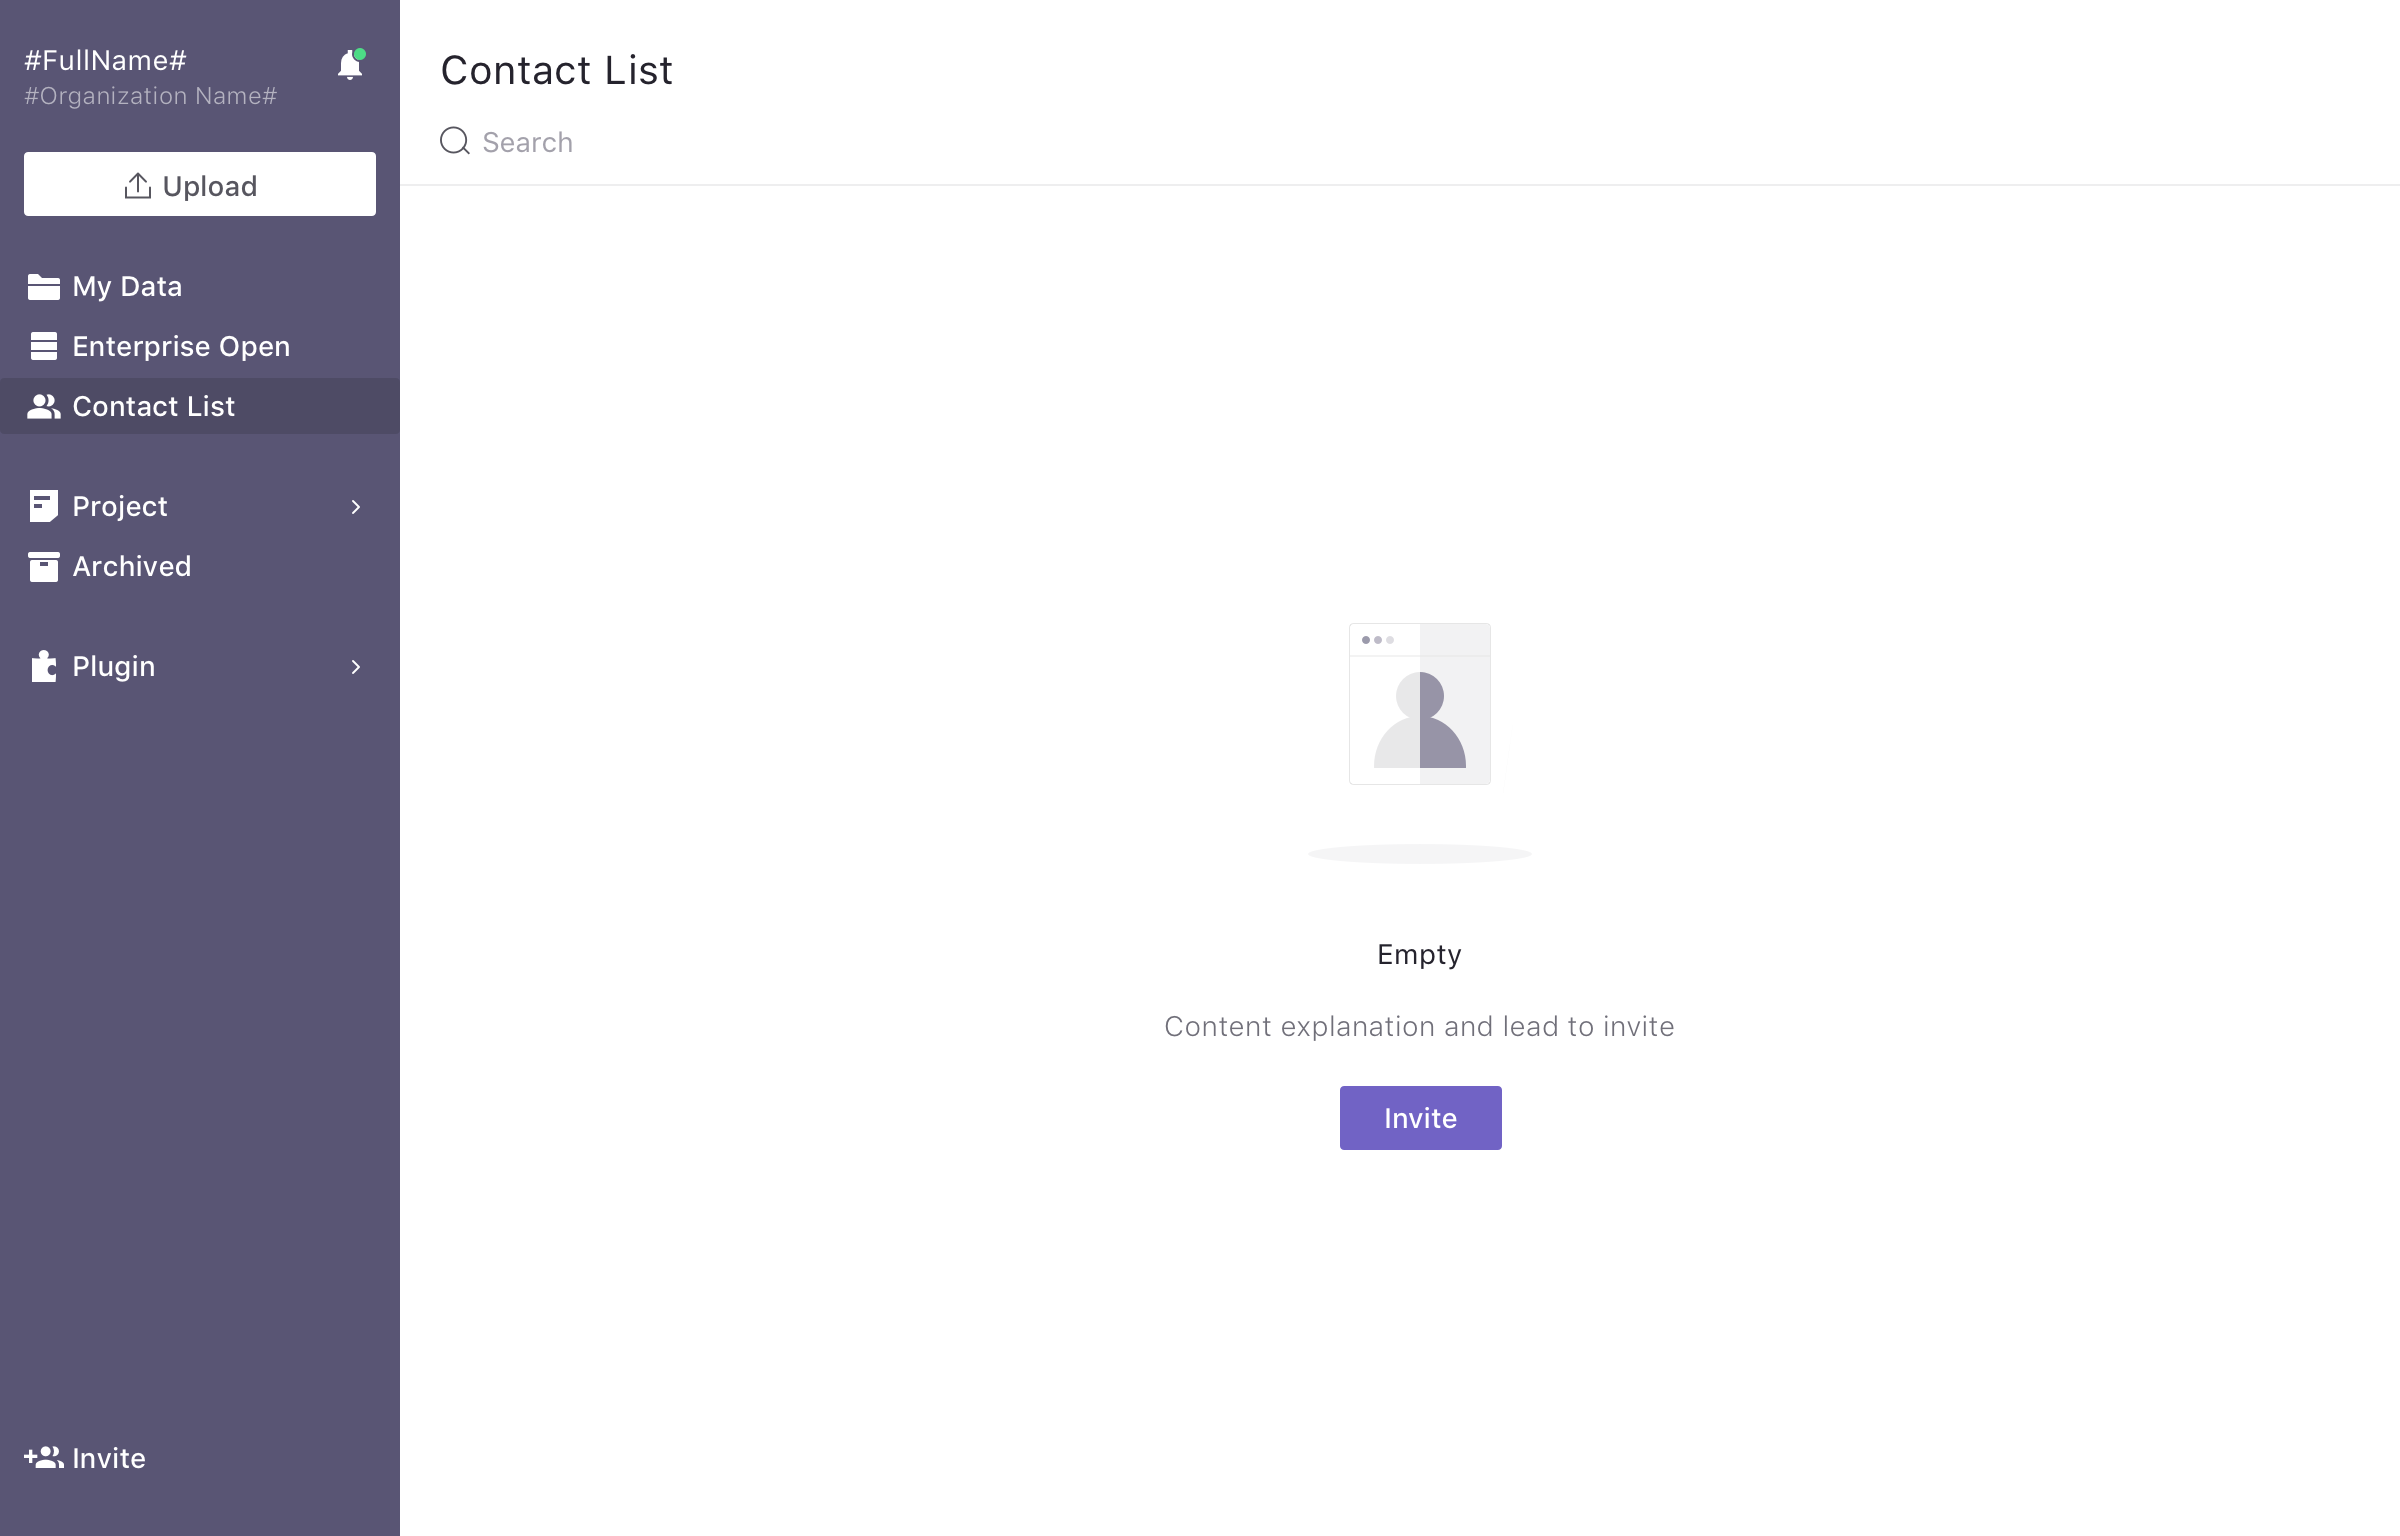 #FullName#
#Organization Name#
Upload
My Data
Enterprise Open
Contact List
Project
Archived
Plugin
Invite
Contact List
Search
Empty
Content explanation and lead to invite
Invite